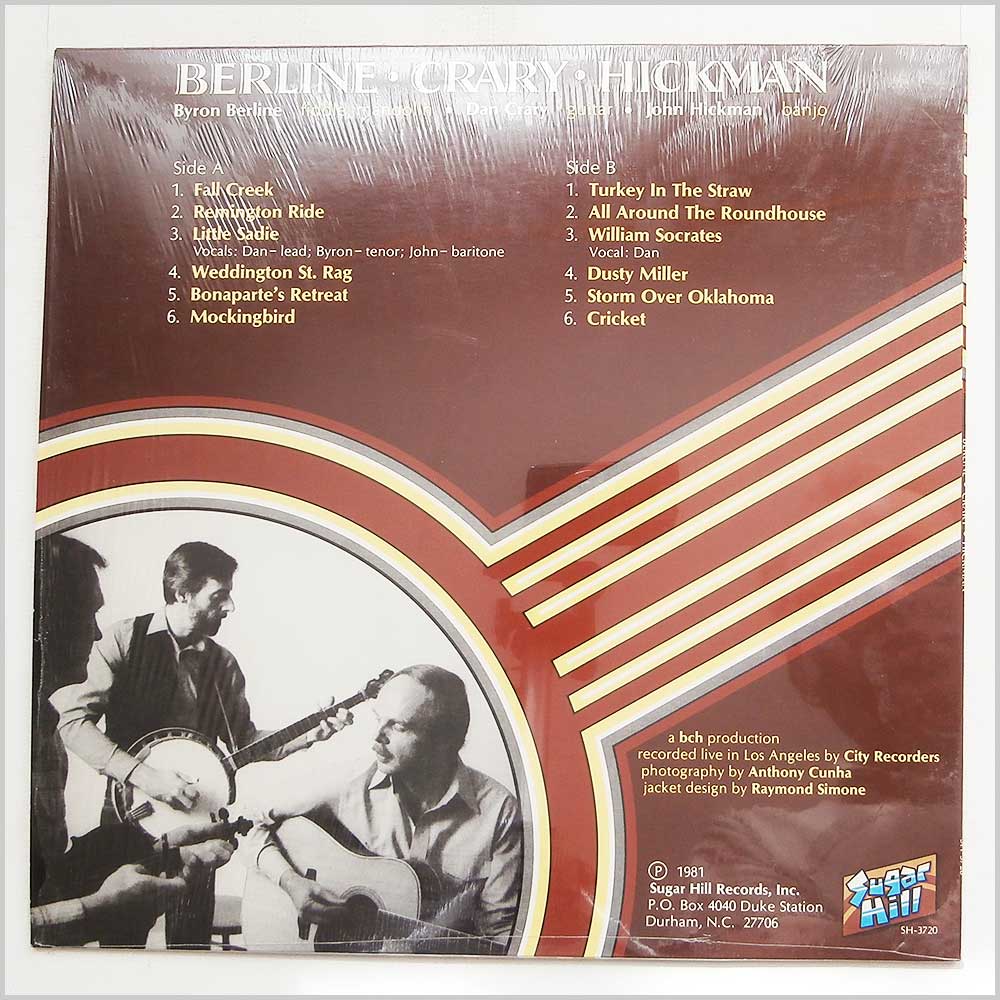 BERLINE • CRARY • HICKMAN
Byron Berline fiddle, mandolin • Dan Crary guitar • John Hickman banjo
Side A
1. Fall Creek
2. Remington Ride
3. Little Sadie
Vocals: Dan–lead; Byron–tenor; John–baritone
4. Weddington St. Rag
5. Bonaparte's Retreat
6. Mockingbird
Side B
1. Turkey In The Straw
2. All Around The Roundhouse
3. William Socrates
Vocal: Dan
4. Dusty Miller
5. Storm Over Oklahoma
6. Cricket
a bch production
recorded live in Los Angeles by City Recorders
photography by Anthony Cunha
jacket design by Raymond Simone
Ⓟ 1981
Sugar Hill Records, Inc.
P.O. Box 4040 Duke Station
Durham, N.C. 27706
Sugar
Hill
SH-3720